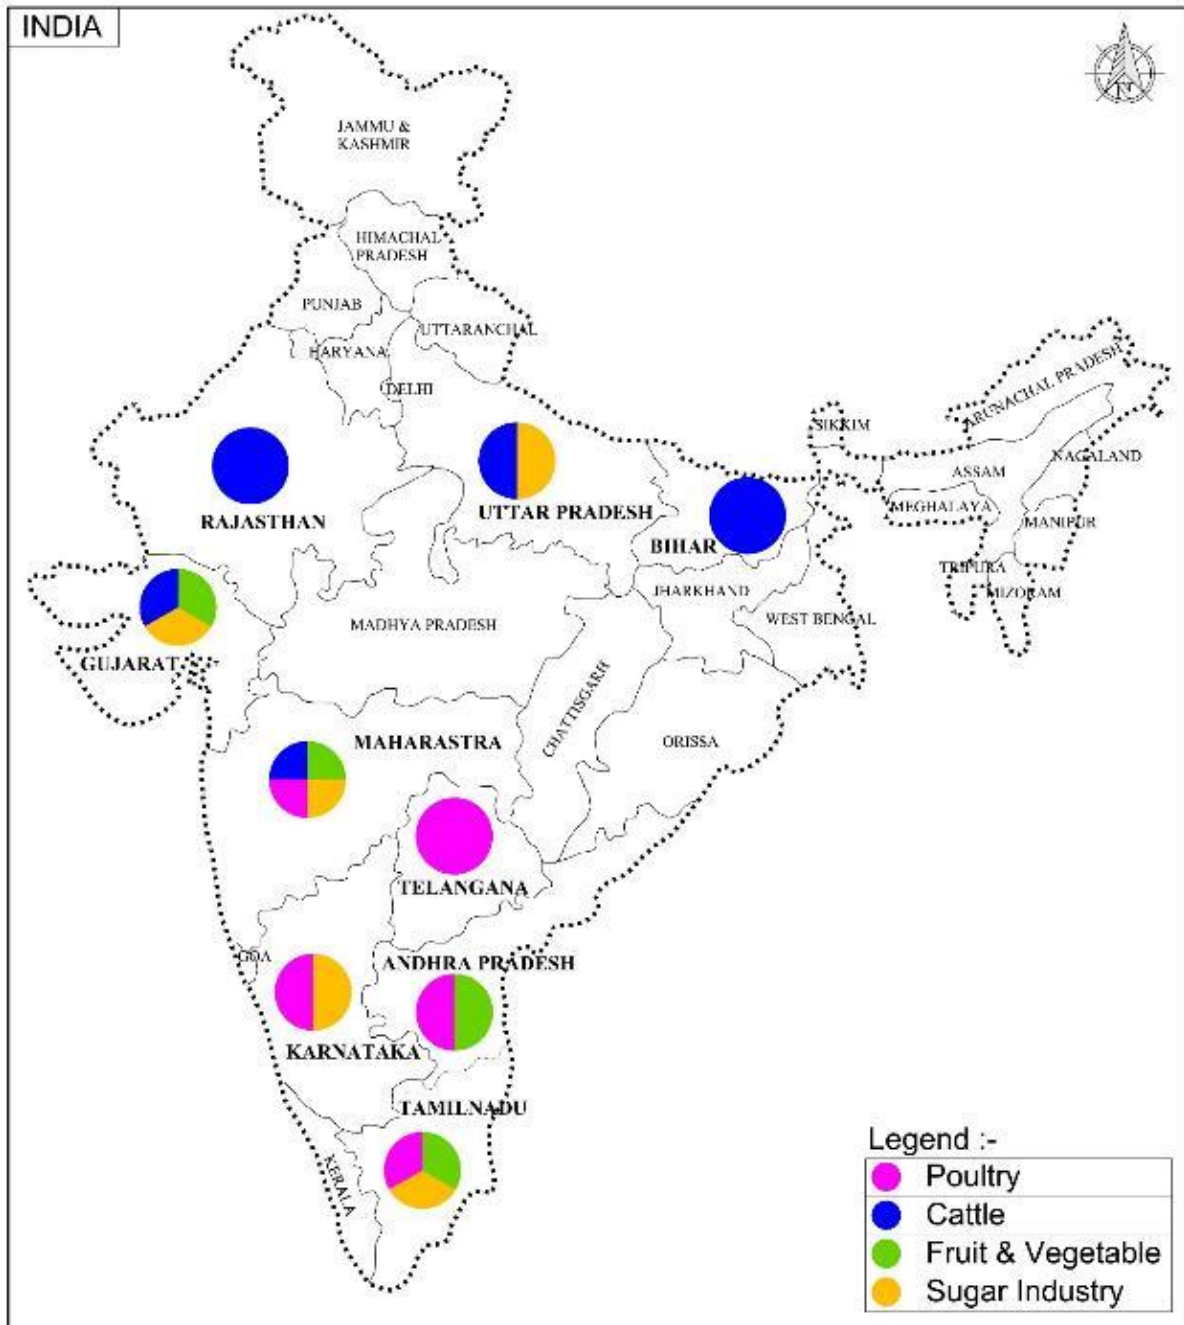 INDIA
N
JAMMU &
KASHMIR
HIMACHAL
PRADESH
PUNJAB
UTTARANCHAL
HARYANA
DELHI
ARUNACHAL PRADESH
SIKKIM
NAGALAND
ASSAM
MEGHALAYA
MANIPUR
RAJASTHAN
UTTAR PRADESH
BIHAR
TRIPURA
MIZORAM
JHARKHAND
WEST BENGAL
MADHYA PRADESH
GUJARAT
CHATTISGARH
ORISSA
MAHARASTRA
TELANGANA
GOA
ANDHRA PRADESH
KARNATAKA
TAMILNADU
KERALA
Legend :-
Poultry
Cattle
Fruit & Vegetable
Sugar Industry